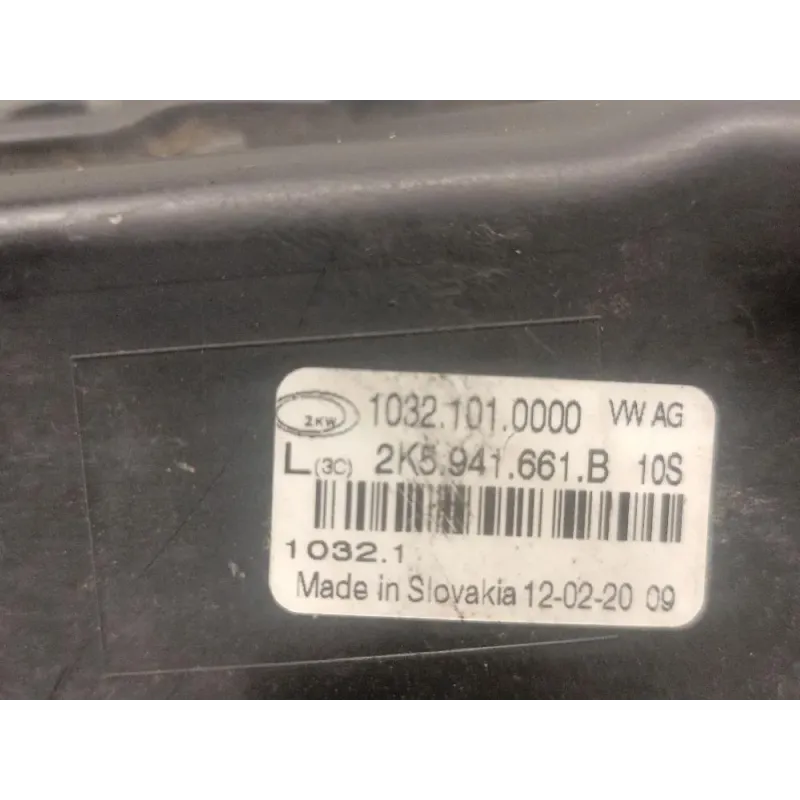 2KW 1032.101.0000 VW AG
L (3C) 2K5.941.661.B 10S
1032.1
Made in Slovakia 12-02-20 09